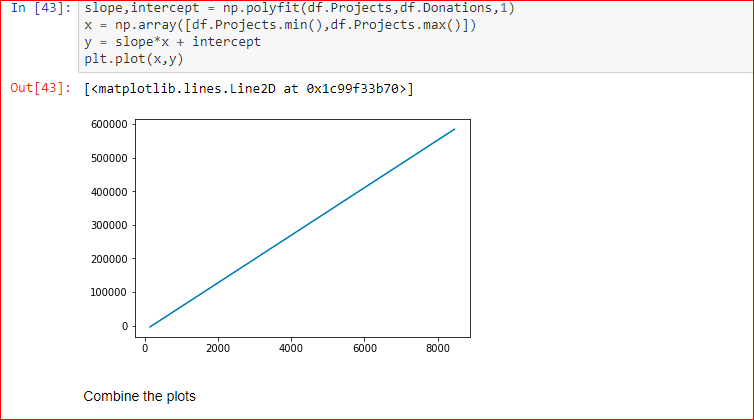 In [43]: slope,intercept = np.polyfit(df.Projects,df.Donations,1)
x = np.array([df.Projects.min(),df.Projects.max()])
y = slope*x + intercept
plt.plot(x,y)
Out[43]: [<matplotlib.lines.Line2D at 0x1c99f33b70>]
600000
500000
400000
300000
200000
100000
0
0 2000 4000 6000 8000
Combine the plots